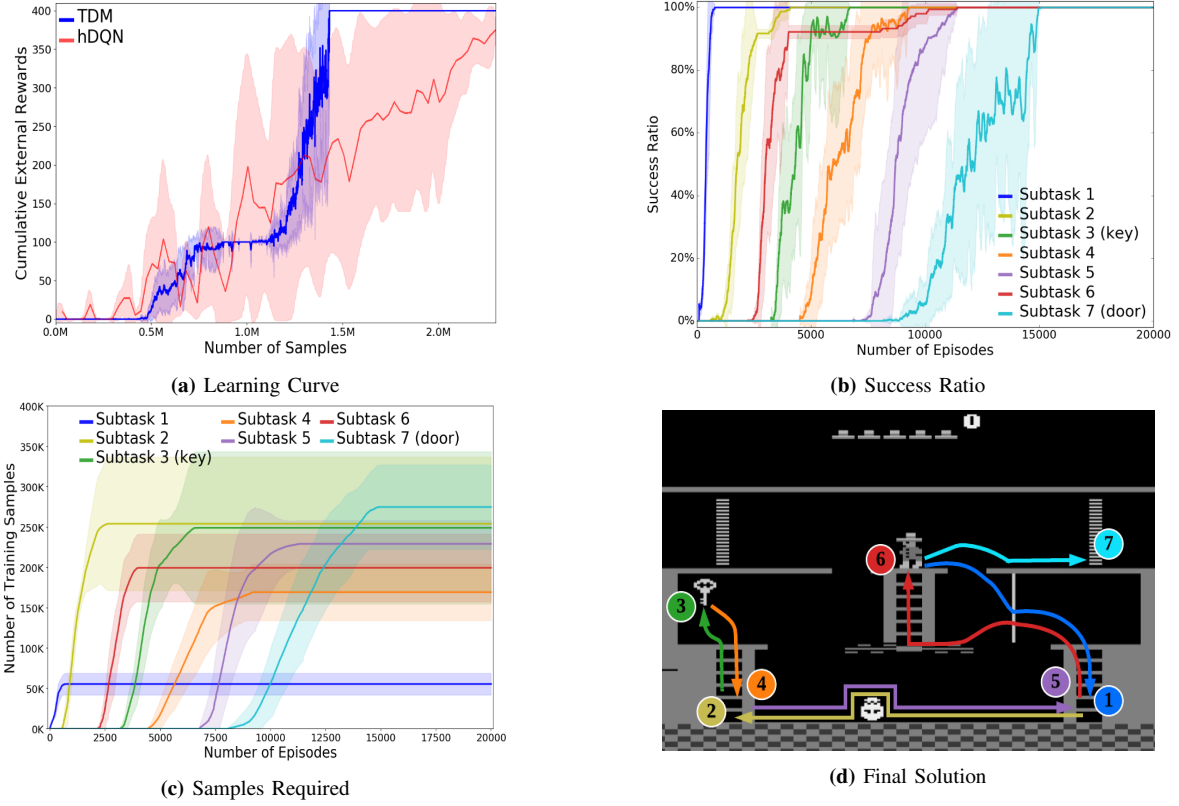 TDM
hDQN
400
350
300
250
200
150
100
50
0
Cumulative External Rewards
0.0M 0.5M 1.0M 1.5M 2.0M
Number of Samples
(a) Learning Curve
100%
80%
60%
40%
20%
0%
Success Ratio
Subtask 1
Subtask 2
Subtask 3 (key)
Subtask 4
Subtask 5
Subtask 6
Subtask 7 (door)
0 5000 10000 15000 20000
Number of Episodes
(b) Success Ratio
400K
350K
300K
250K
200K
150K
100K
50K
0K
Number of Training Samples
Subtask 1 Subtask 4 Subtask 6
Subtask 2 Subtask 5 Subtask 7 (door)
Subtask 3 (key)
0 2500 5000 7500 10000 12500 15000 17500 20000
Number of Episodes
(c) Samples Required
7
6
3
5
4
1
2
(d) Final Solution